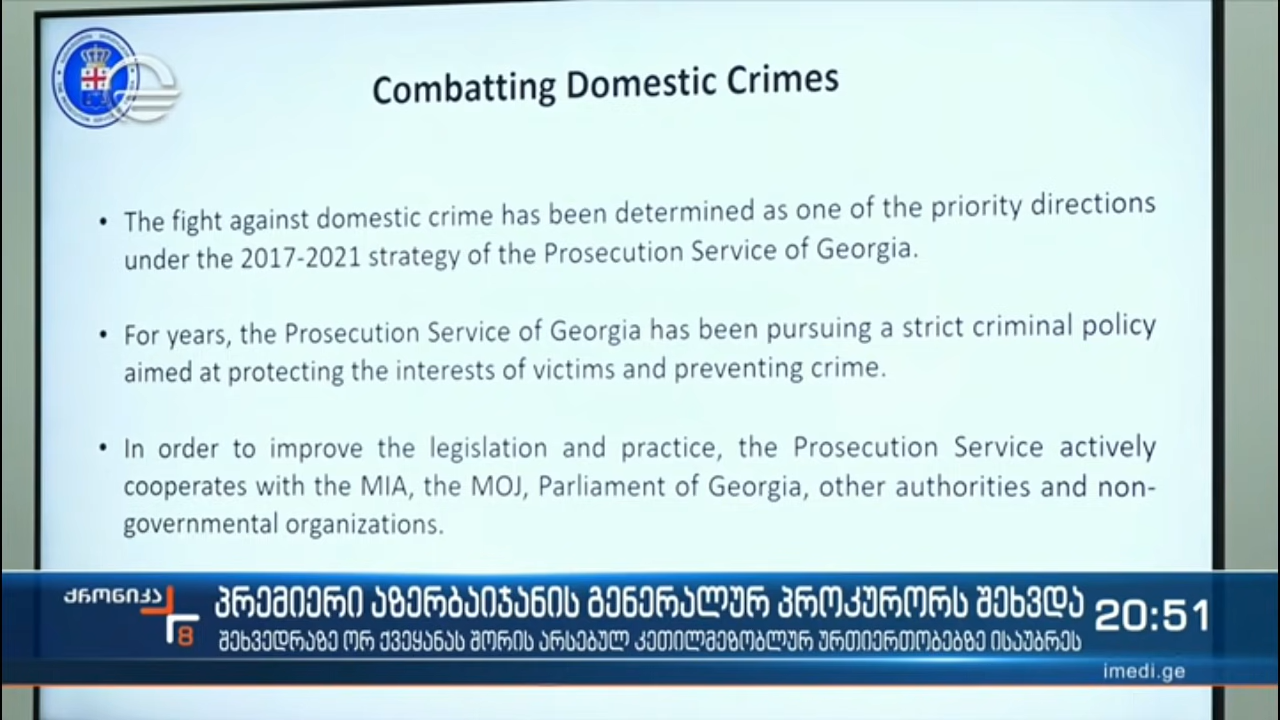 Combatting Domestic Crimes
• The fight against domestic crime has been determined as one of the priority directions
under the 2017-2021 strategy of the Prosecution Service of Georgia.
• For years, the Prosecution Service of Georgia has been pursuing a strict criminal policy
aimed at protecting the interests of victims and preventing crime.
• In order to improve the legislation and practice, the Prosecution Service actively
cooperates with the MIA, the MOJ, Parliament of Georgia, other authorities and non-
governmental organizations.
ქრონიკა
8
პრემიერი აზერბაიჯანის გენერალურ პროკურორს შეხვდა
20:51
შეხვედრაზე ორ ქვეყანას შორის არსებულ კეთილმეზობლურ ურთიერთობებზე ისაუბრეს
imedi.ge